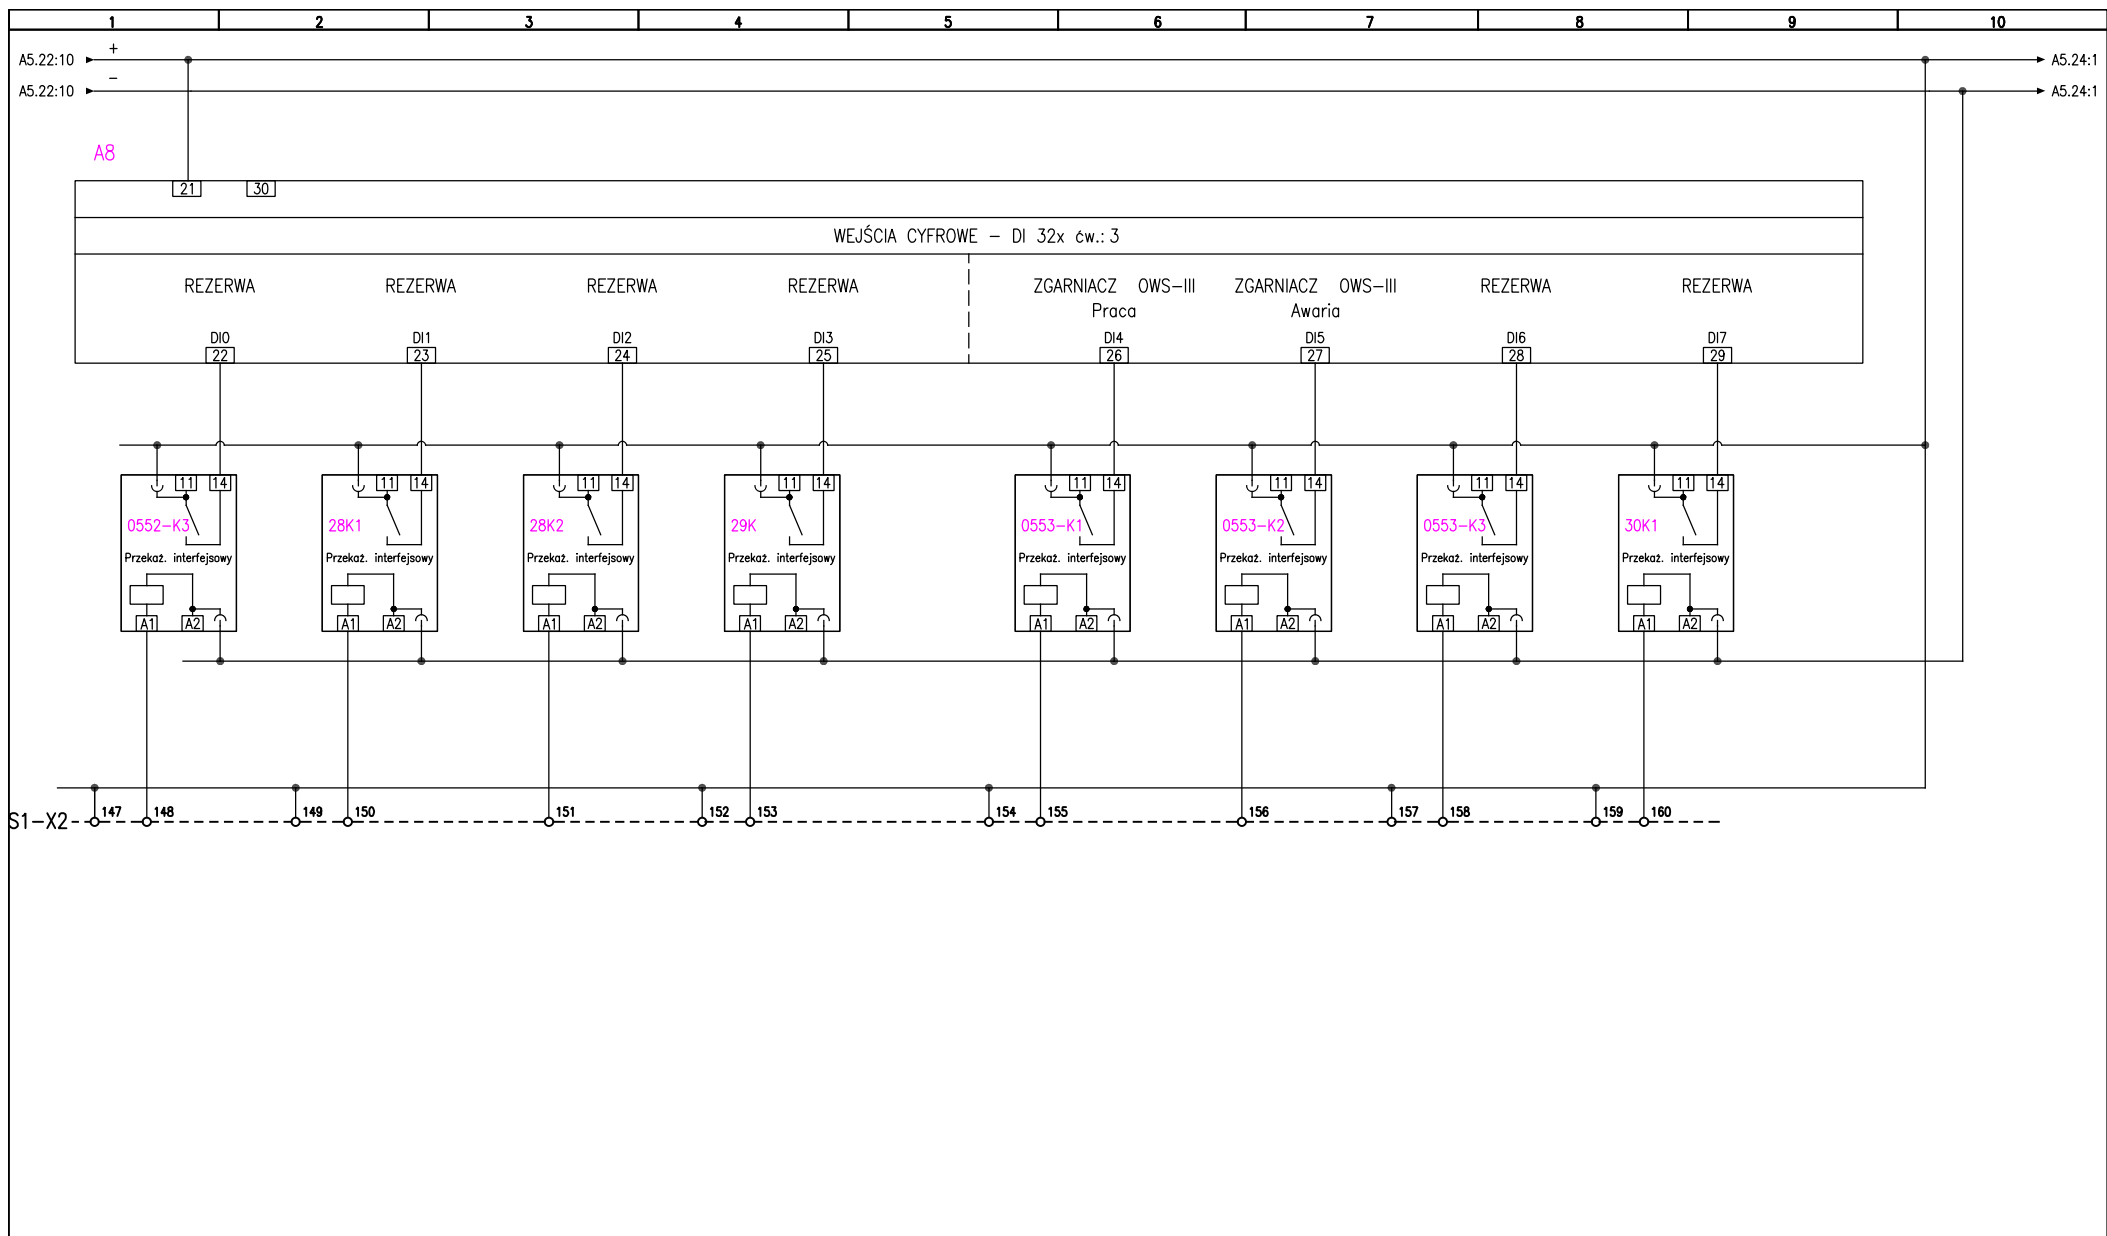 1 2 3 4 5 6 7 8 9 10
+
A5.22:10 A5.24:1
−
A5.22:10 A5.24:1
A8
21 30
WEJŚCIA CYFROWE − DI 32x ćw.: 3
REZERWA REZERWA REZERWA REZERWA ZGARNIACZ OWS−III ZGARNIACZ OWS−III REZERWA REZERWA
Praca Awaria
DI0 DI1 DI2 DI3 DI4 DI5 DI6 DI7
22 23 24 25 26 27 28 29
11 14 11 14 11 14 11 14 11 14 11 14 11 14 11 14
0552−K3 28K1 28K2 29K 0553−K1 0553−K2 0553−K3 30K1
Przekaź. interfejsowy Przekaź. interfejsowy Przekaź. interfejsowy Przekaź. interfejsowy Przekaź. interfejsowy Przekaź. interfejsowy Przekaź. interfejsowy Przekaź. interfejsowy
A1 A2 A1 A2 A1 A2 A1 A2 A1 A2 A1 A2 A1 A2 A1 A2
147 148 149 150 151 152 153 154 155 156 157 158 159 160
S1−X2